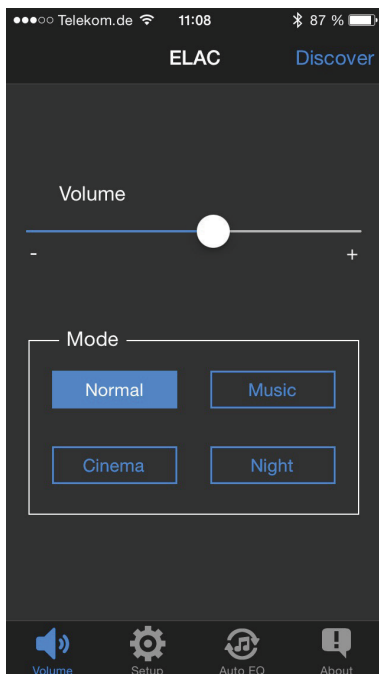 ●●●○○ Telekom.de 11:08 87 %
ELAC Discover
Volume
- +
Mode
Normal Music
Cinema Night
Volume Setup Auto EQ About